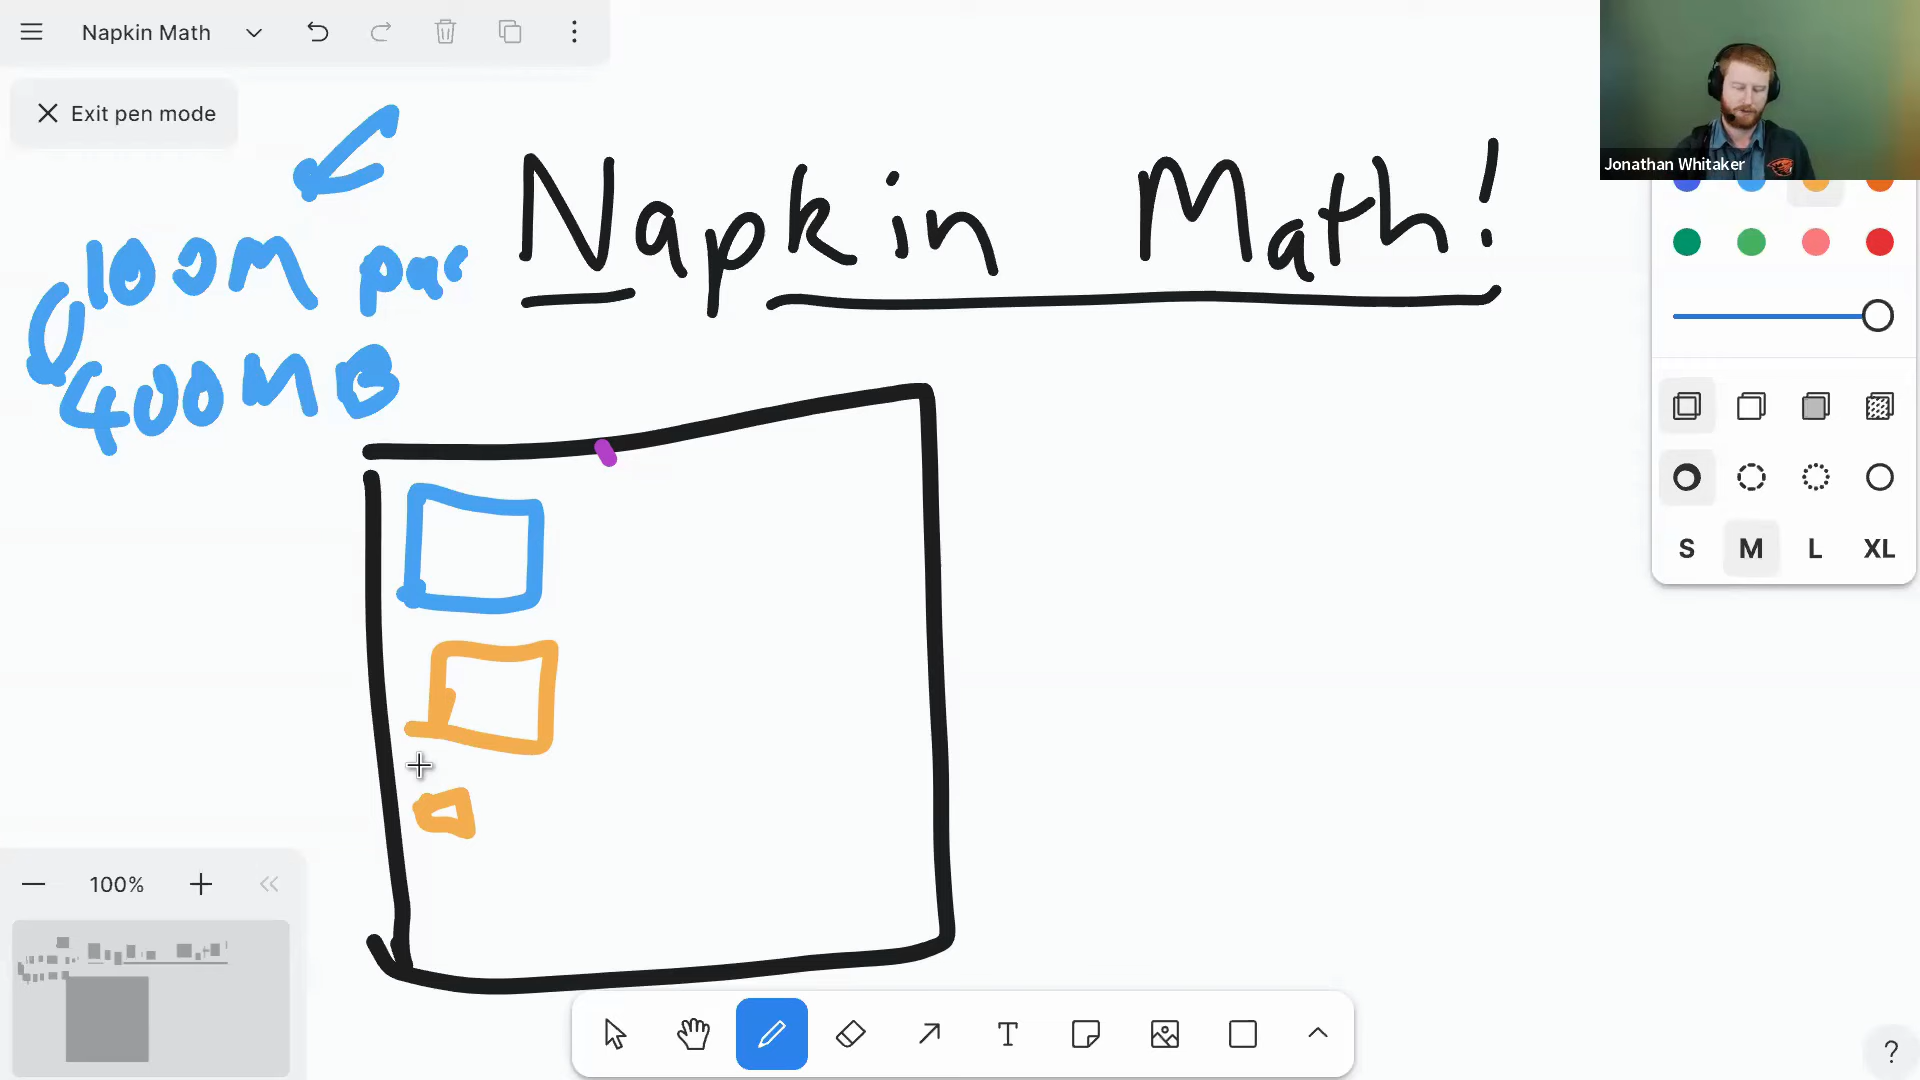 Napkin Math
Exit pen mode
Jonathan Whitaker
Napkin Math!
100M par
400MB
S M L XL
100%
?